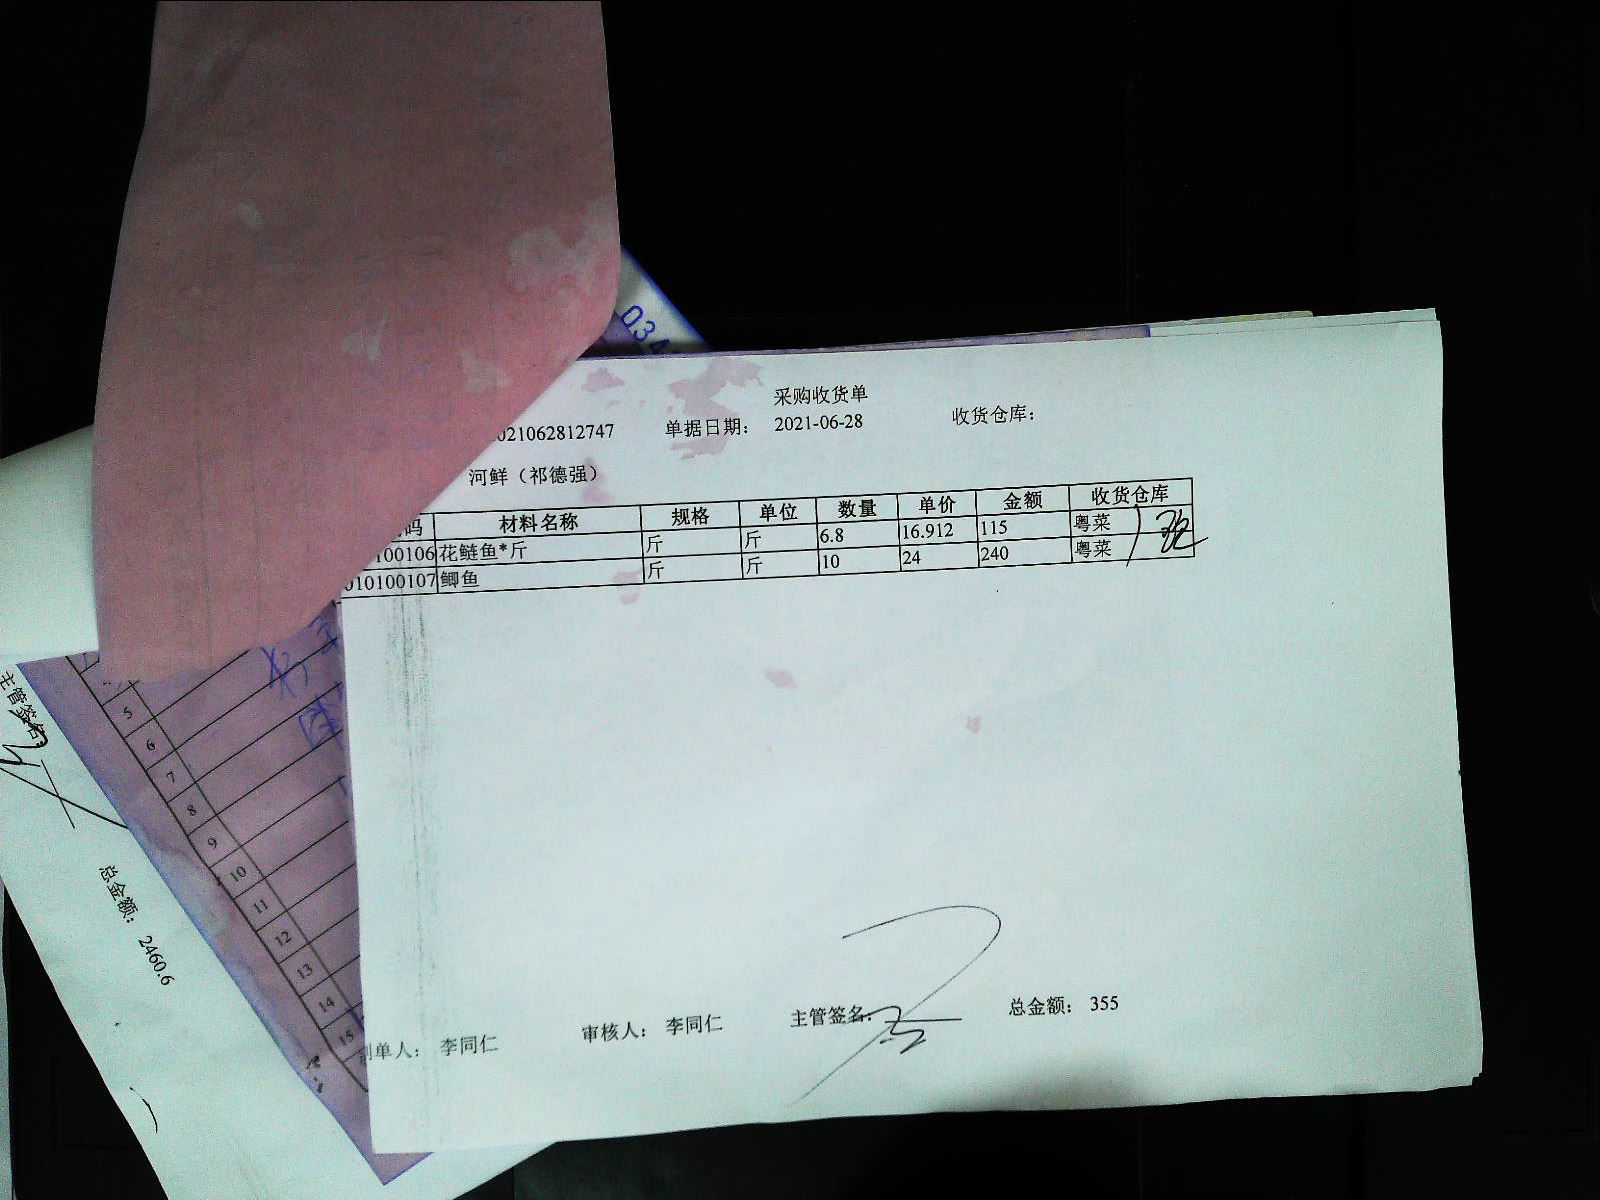 034
采购收货单
021062812747 单据日期： 2021-06-28 收货仓库：
河鲜（祁德强）
码 材料名称 规格 单位 数量 单价 金额 收货仓库
100106 花鲢鱼*斤 斤 斤 6.8 16.912 115 粤菜
010100107 鲫鱼 斤 斤 10 24 240 粤菜
制单人： 李同仁 审核人： 李同仁 主管签名： 总金额： 355
主管签名：
总金额： 2460.6
5
6
7
8
9
10
11
12
13
14
15